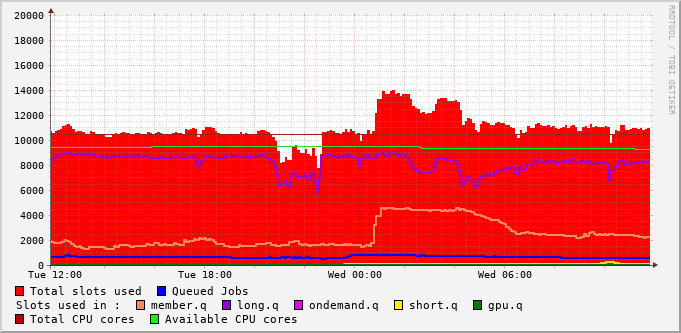 20000
18000
16000
14000
12000
10000
8000
6000
4000
2000
0
Tue 12:00 Tue 18:00 Wed 00:00 Wed 06:00
Total slots used Queued Jobs
Slots used in : member.q long.q ondemand.q short.q gpu.q
Total CPU cores Available CPU cores
RRDTOOL / TOBI OETIKER